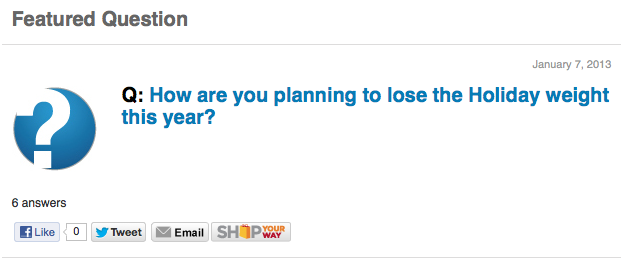 Featured Question
January 7, 2013
Q: How are you planning to lose the Holiday weight
this year?
6 answers
Like 0 Tweet Email SHOP YOUR WAY